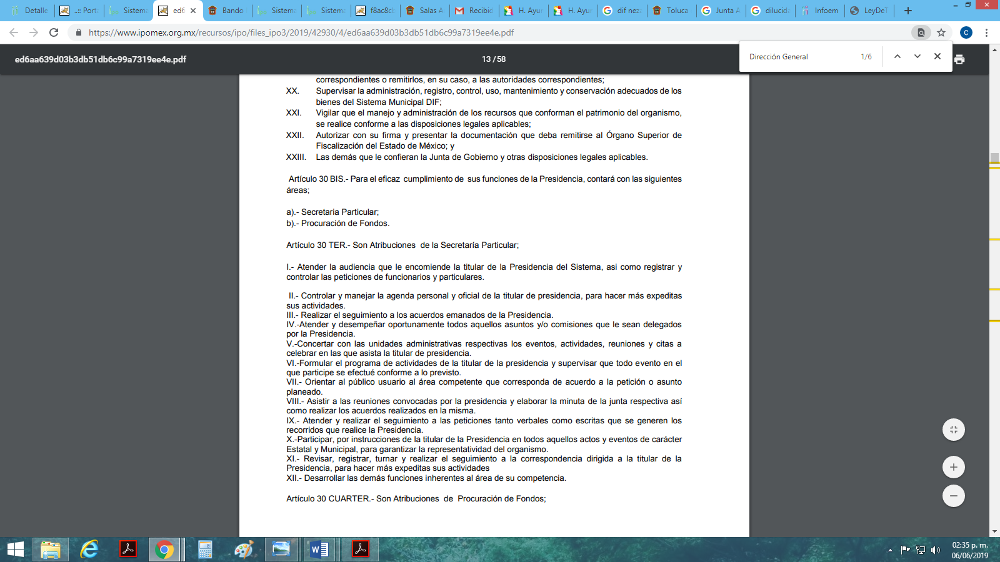 Detalle
..:: Porta
Sistema
ed6
Bando
Sistema
Sistema
f8ac8cb
Salas A
Recibid
H. Ayun
H. Ayun
dif neza
Toluca
Junta A
dilucida
Infoem
LeyDeT
https://www.ipomex.org.mx/recursos/ipo/files_ipo3/2019/42930/4/ed6aa639d03b3db51db6c99a7319ee4e.pdf
C
ed6aa639d03b3db51db6c99a7319ee4e.pdf
13 / 58
Dirección General
1/6
correspondientes o remitirlos, en su caso, a las autoridades correspondientes;
XX. Supervisar la administración, registro, control, uso, mantenimiento y conservación adecuados de los
bienes del Sistema Municipal DIF;
XXI. Vigilar que el manejo y administración de los recursos que conforman el patrimonio del organismo,
se realice conforme a las disposiciones legales aplicables;
XXII. Autorizar con su firma y presentar la documentación que deba remitirse al Órgano Superior de
Fiscalización del Estado de México; y
XXIII. Las demás que le confieran la Junta de Gobierno y otras disposiciones legales aplicables.
Artículo 30 BIS.- Para el eficaz cumplimiento de sus funciones de la Presidencia, contará con las siguientes
áreas;
a).- Secretaria Particular;
b).- Procuración de Fondos.
Artículo 30 TER.- Son Atribuciones de la Secretaría Particular;
I.- Atender la audiencia que le encomiende la titular de la Presidencia del Sistema, asi como registrar y
controlar las peticiones de funcionarios y particulares.
II.- Controlar y manejar la agenda personal y oficial de la titular de presidencia, para hacer más expeditas
sus actividades.
III.- Realizar el seguimiento a los acuerdos emanados de la Presidencia.
IV.-Atender y desempeñar oportunamente todos aquellos asuntos y/o comisiones que le sean delegados
por la Presidencia.
V.-Concertar con las unidades administrativas respectivas los eventos, actividades, reuniones y citas a
celebrar en las que asista la titular de presidencia.
VI.-Formular el programa de actividades de la titular de la presidencia y supervisar que todo evento en el
que participe se efectué conforme a lo previsto.
VII.- Orientar al público usuario al área competente que corresponda de acuerdo a la petición o asunto
planeado.
VIII.- Asistir a las reuniones convocadas por la presidencia y elaborar la minuta de la junta respectiva así
como realizar los acuerdos realizados en la misma.
IX.- Atender y realizar el seguimiento a las peticiones tanto verbales como escritas que se generen los
recorridos que realice la Presidencia.
X.-Participar, por instrucciones de la titular de la Presidencia en todos aquellos actos y eventos de carácter
Estatal y Municipal, para garantizar la representatividad del organismo.
XI.- Revisar, registrar, turnar y realizar el seguimiento a la correspondencia dirigida a la titular de la
Presidencia, para hacer más expeditas sus actividades
XII.- Desarrollar las demás funciones inherentes al área de su competencia.
Artículo 30 CUARTER.- Son Atribuciones de Procuración de Fondos;
02:35 p. m.
06/06/2019